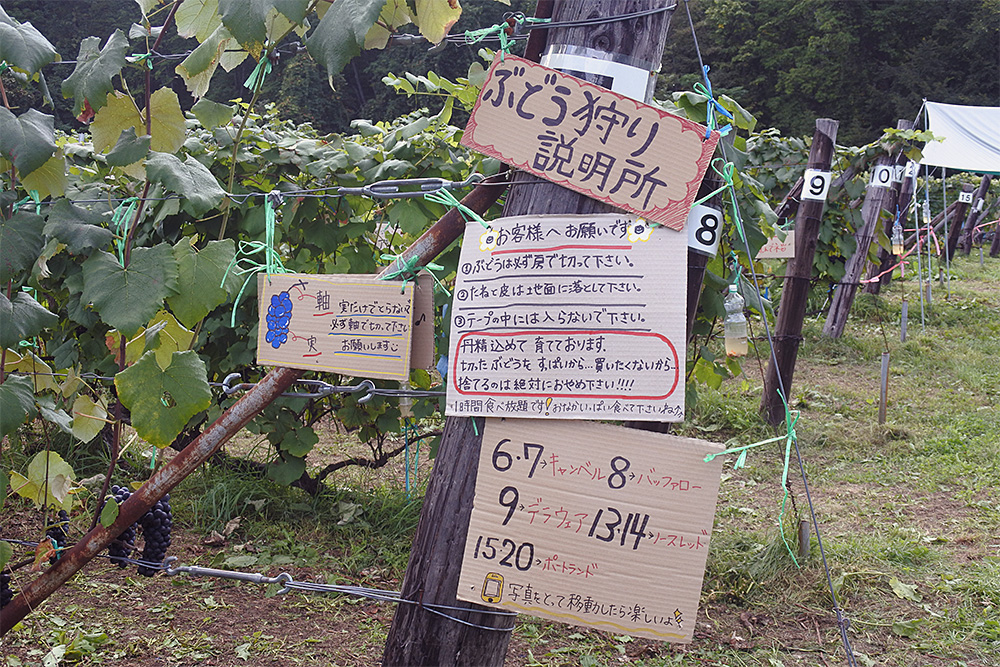 ぶどう狩り
説明所
お客様へお願いです
①ぶどうは必ず房で切って下さい。
②たねと皮は土地面に落として下さい。
③テープの中には入らないで下さい。
丹精込めて育てております。
切ったぶどうを、すっぱいから…買いたくないから…
捨てるのは絶対におやめ下さい!!!!
1時間食べ放題です!おなかいっぱい食べて下さいね
軸
実だけでとらないで
必ず軸で切って下さい
お願いします
実
6・7→キャンベル 8→バッファロー
9→デラウェア 13・14→ノースレッド
15・20→ポートランド
写真をとって移動したら楽しいよ
8
9
10
15